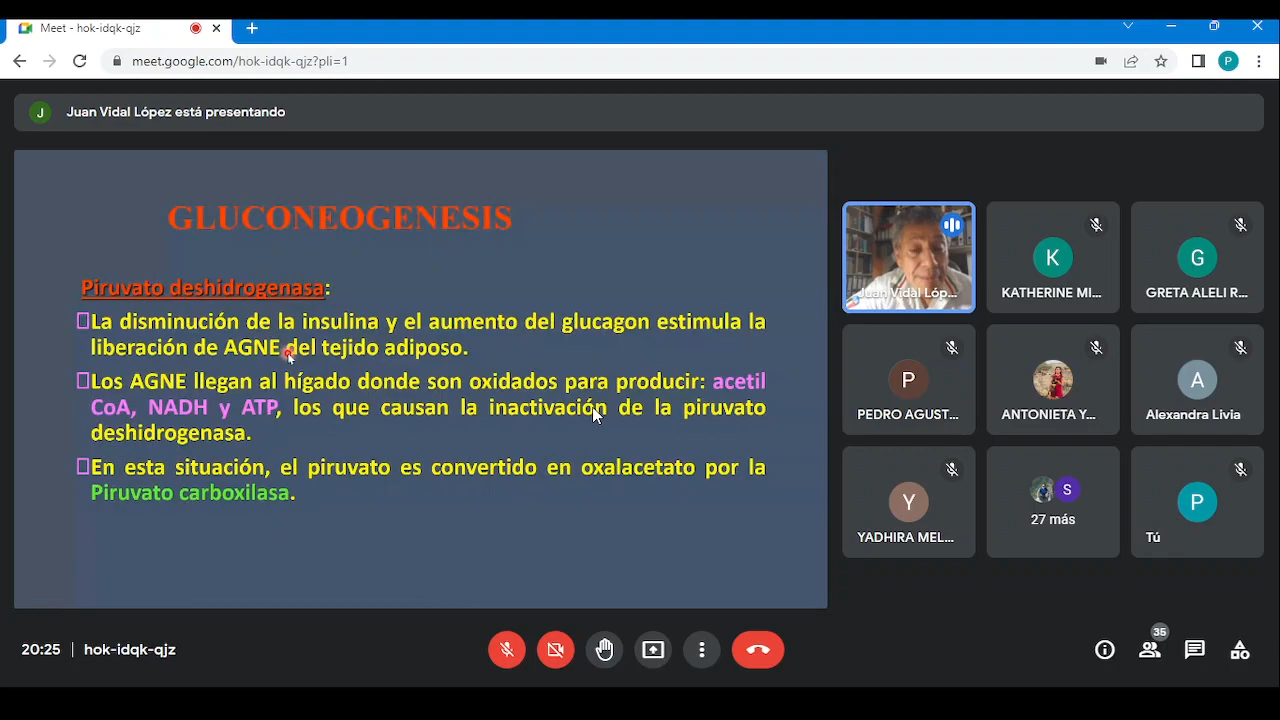 Meet - hok-idqk-qjz
meet.google.com/hok-idqk-qjz?pli=1
P
J
Juan Vidal López está presentando
GLUCONEOGENESIS
Piruvato deshidrogenasa:
La disminución de la insulina y el aumento del glucagon estimula la
liberación de AGNE del tejido adiposo.
Los AGNE llegan al hígado donde son oxidados para producir: acetil
CoA, NADH y ATP, los que causan la inactivación de la piruvato
deshidrogenasa.
En esta situación, el piruvato es convertido en oxalacetato por la
Piruvato carboxilasa.
Juan Vidal Lóp...
K
KATHERINE MI...
G
GRETA ALELI R...
P
PEDRO AGUST...
ANTONIETA Y...
A
Alexandra Livia
Y
YADHIRA MEL...
S
27 más
P
Tú
20:25 | hok-idqk-qjz
35